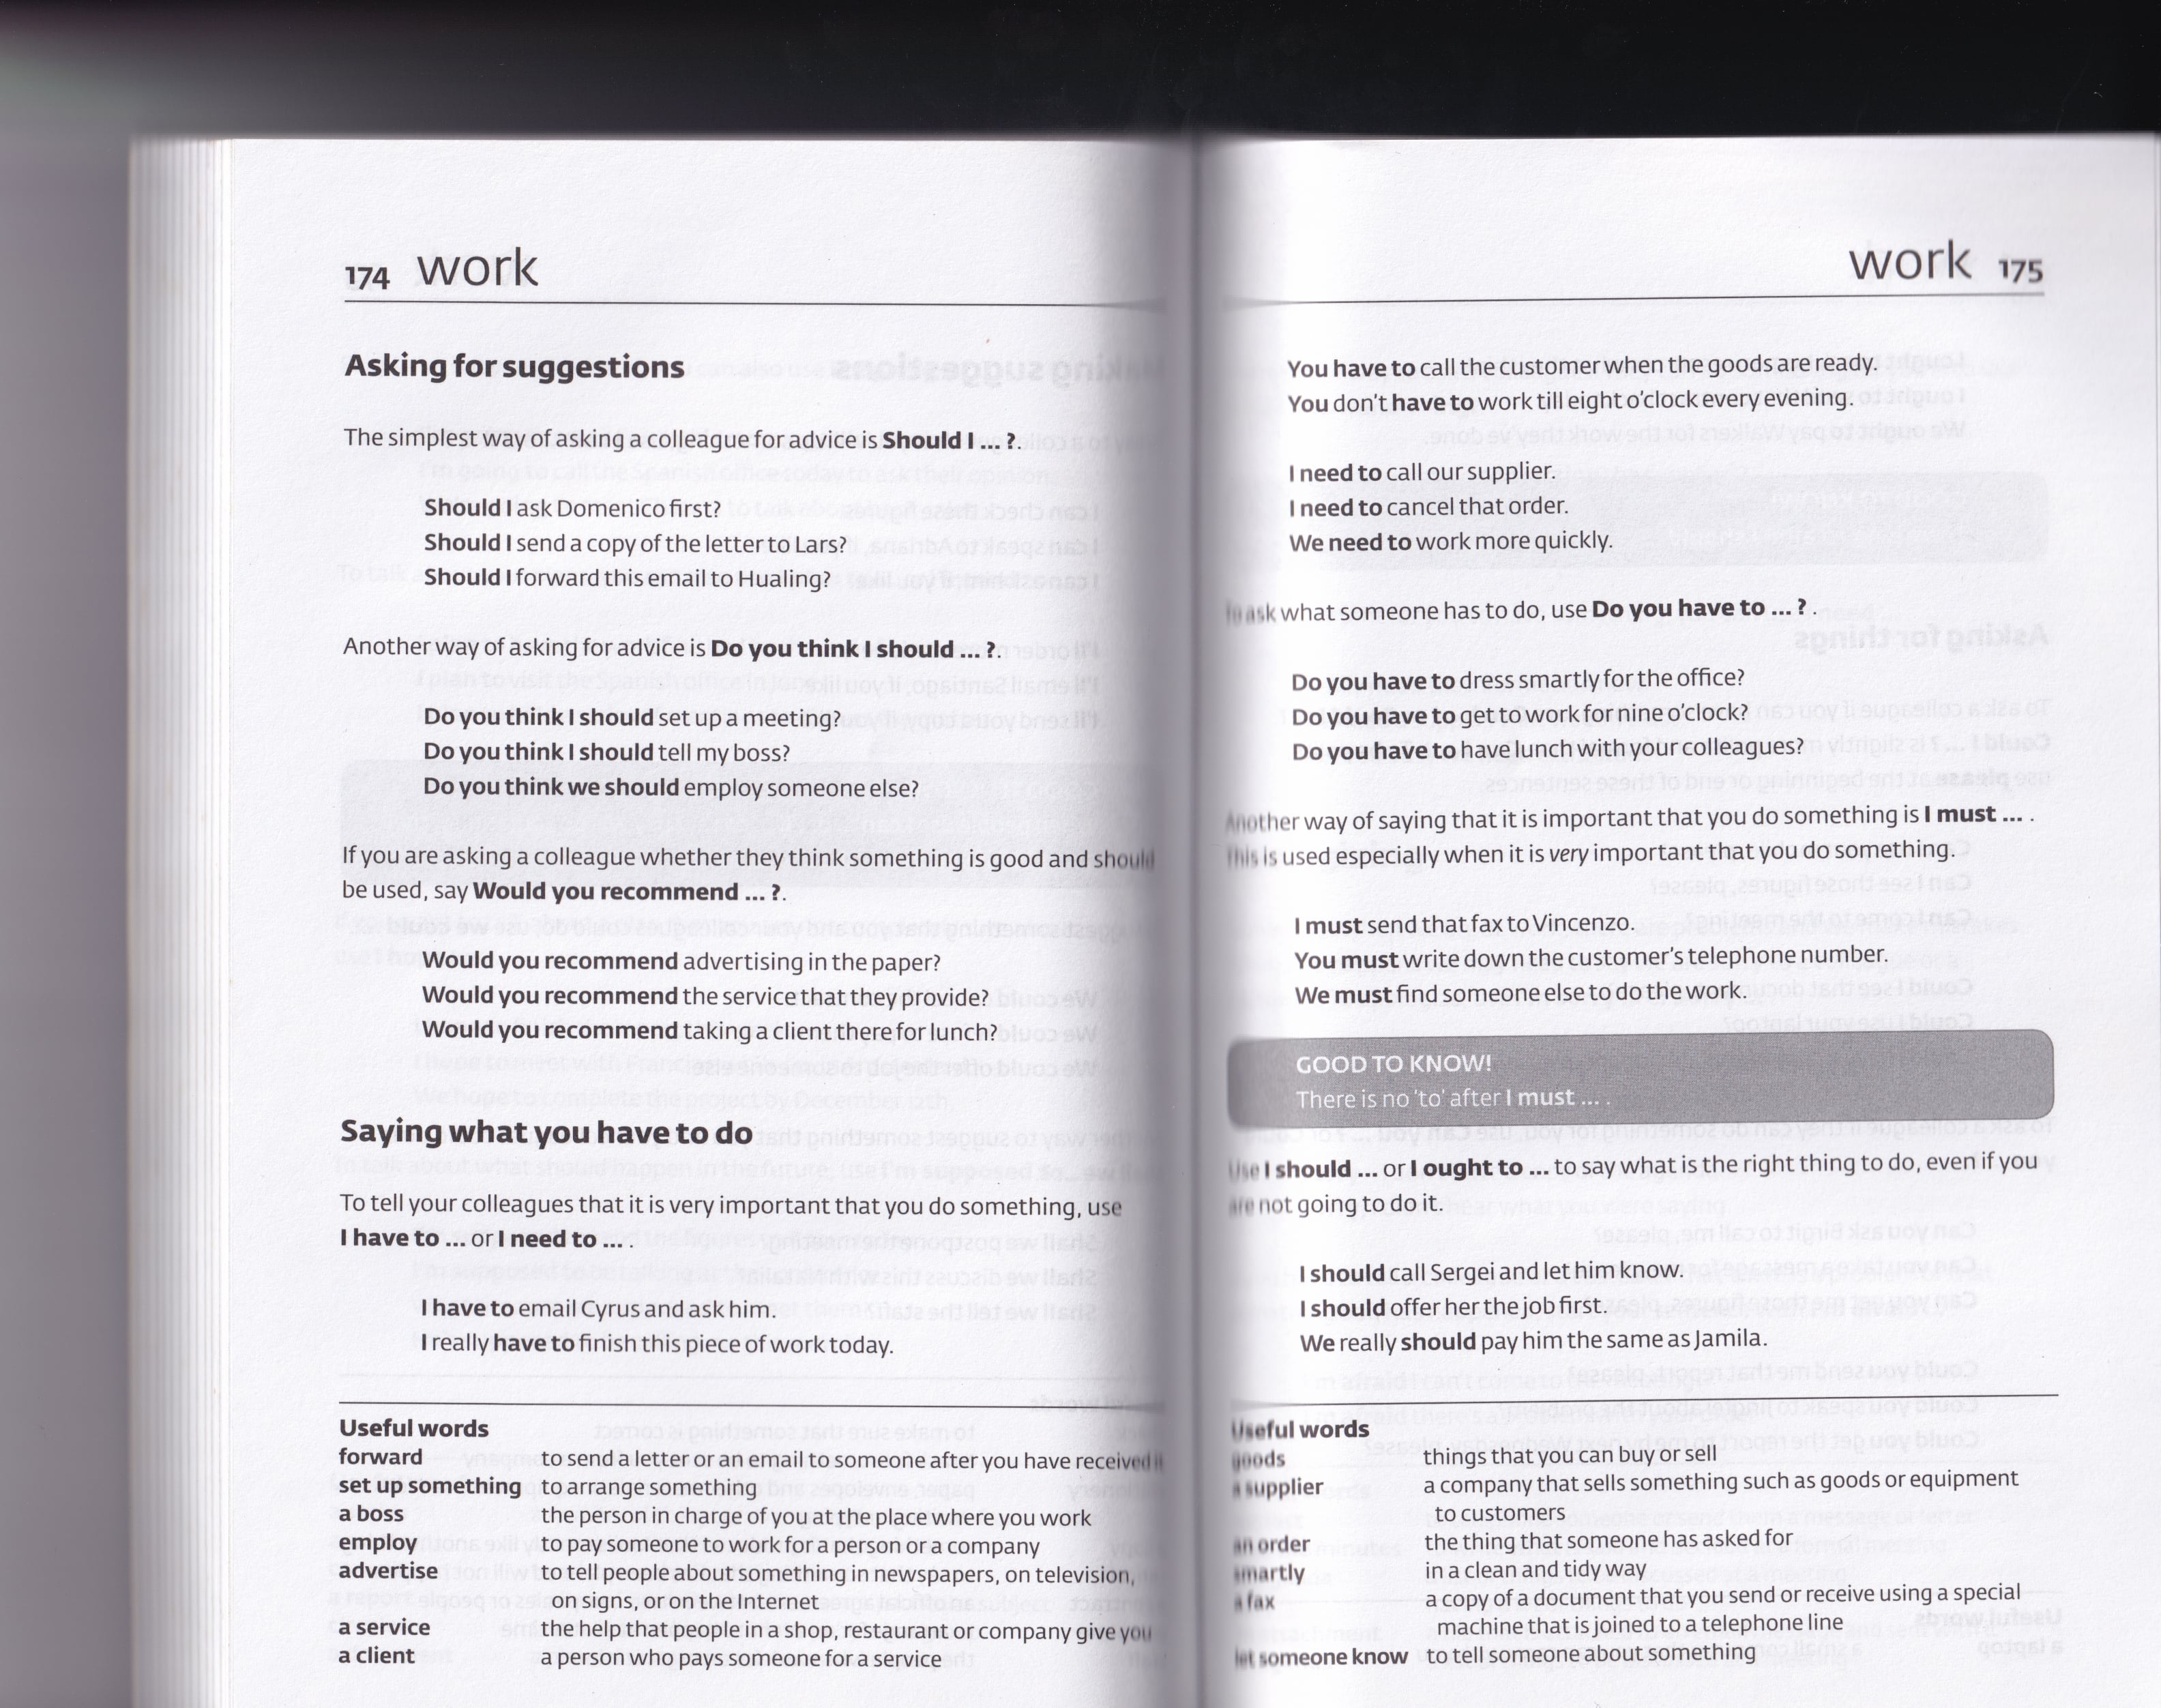 174 work
Asking for suggestions
The simplest way of asking a colleague for advice is Should I ... ?.
Should I ask Domenico first?
Should I send a copy of the letter to Lars?
Should I forward this email to Hualing?
Another way of asking for advice is Do you think I should ... ?.
Do you think I should set up a meeting?
Do you think I should tell my boss?
Do you think we should employ someone else?
If you are asking a colleague whether they think something is good and should
be used, say Would you recommend ... ?.
Would you recommend advertising in the paper?
Would you recommend the service that they provide?
Would you recommend taking a client there for lunch?
Saying what you have to do
To tell your colleagues that it is very important that you do something, use
I have to ... or I need to ... .
I have to email Cyrus and ask him.
I really have to finish this piece of work today.
Useful words
forward to send a letter or an email to someone after you have received it
set up something to arrange something
a boss the person in charge of you at the place where you work
employ to pay someone to work for a person or a company
advertise to tell people about something in newspapers, on television,
on signs, or on the Internet
a service the help that people in a shop, restaurant or company give you
a client a person who pays someone for a service
work 175
You have to call the customer when the goods are ready.
You don't have to work till eight o'clock every evening.
I need to call our supplier.
I need to cancel that order.
We need to work more quickly.
To ask what someone has to do, use Do you have to ... ? .
Do you have to dress smartly for the office?
Do you have to get to work for nine o'clock?
Do you have to have lunch with your colleagues?
Another way of saying that it is important that you do something is I must ... .
This is used especially when it is very important that you do something.
I must send that fax to Vincenzo.
You must write down the customer's telephone number.
We must find someone else to do the work.
GOOD TO KNOW!
There is no 'to' after I must ... .
Use I should ... or I ought to ... to say what is the right thing to do, even if you
are not going to do it.
I should call Sergei and let him know.
I should offer her the job first.
We really should pay him the same as Jamila.
Useful words
goods things that you can buy or sell
a supplier a company that sells something such as goods or equipment
to customers
an order the thing that someone has asked for
smartly in a clean and tidy way
a fax a copy of a document that you send or receive using a special
machine that is joined to a telephone line
let someone know to tell someone about something